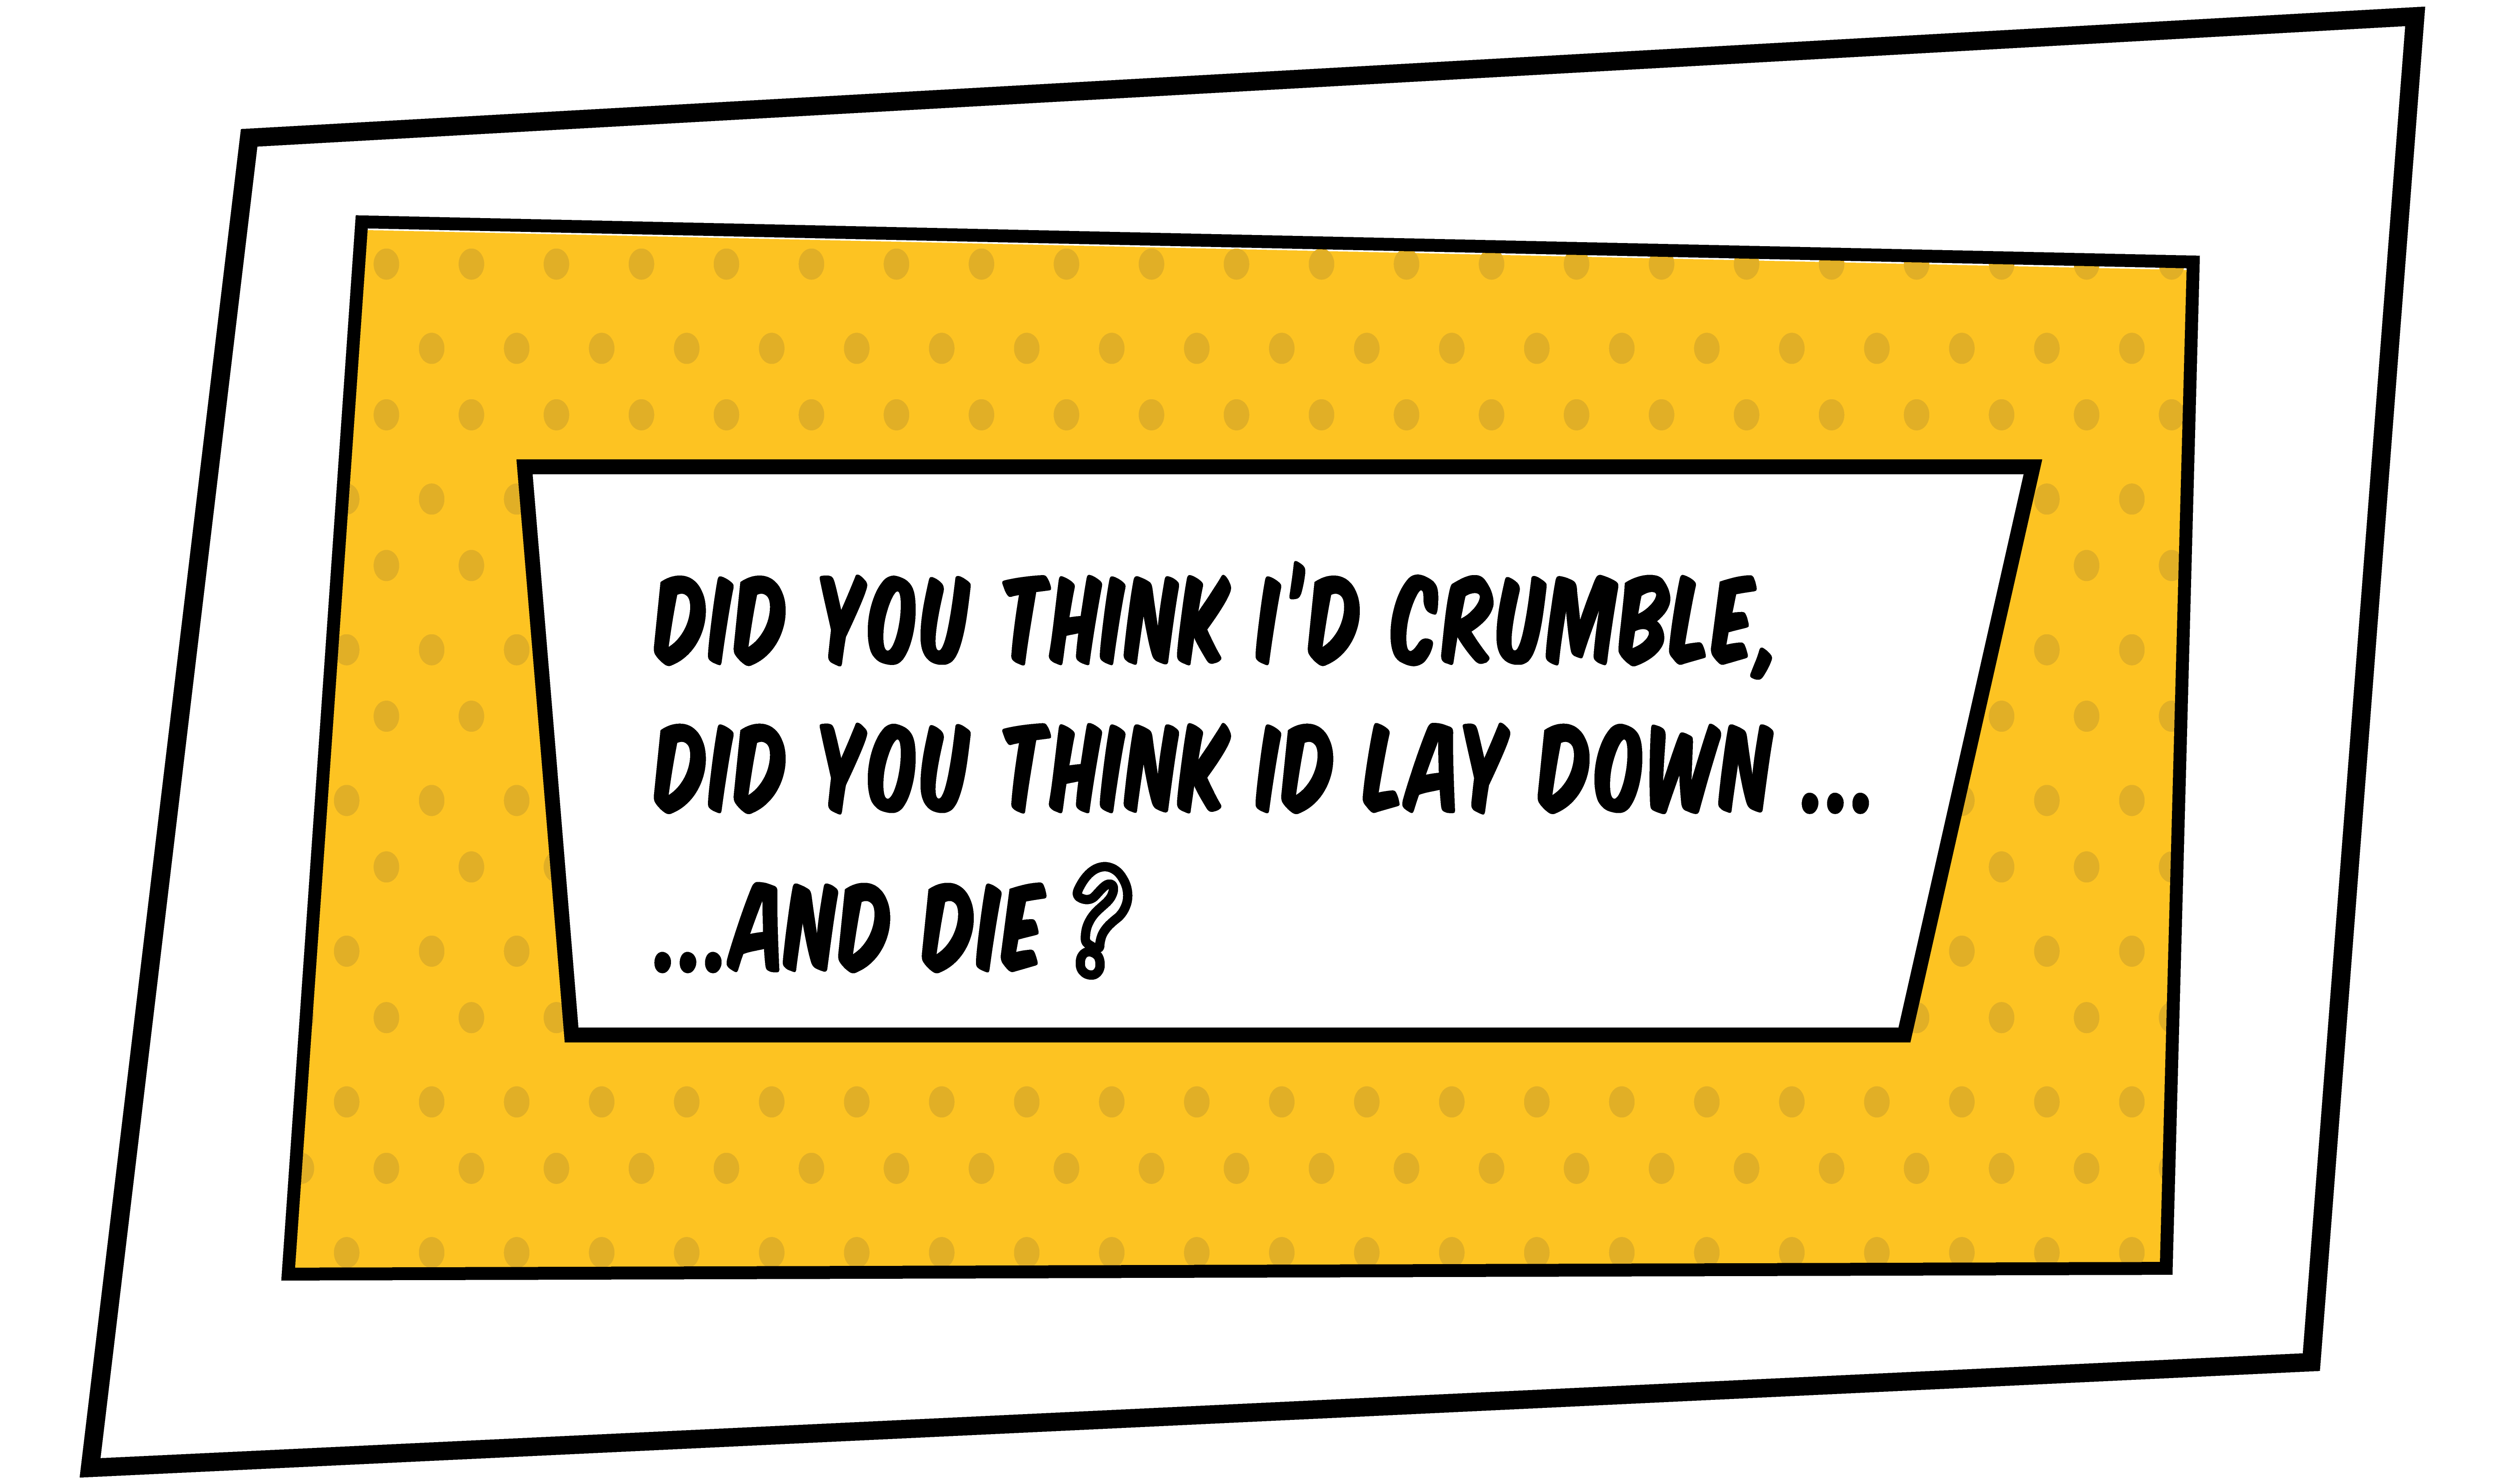 DID YOU THINK I'D CRUMBLE,
DID YOU THINK ID LAY DOWN ...
...AND DIE?